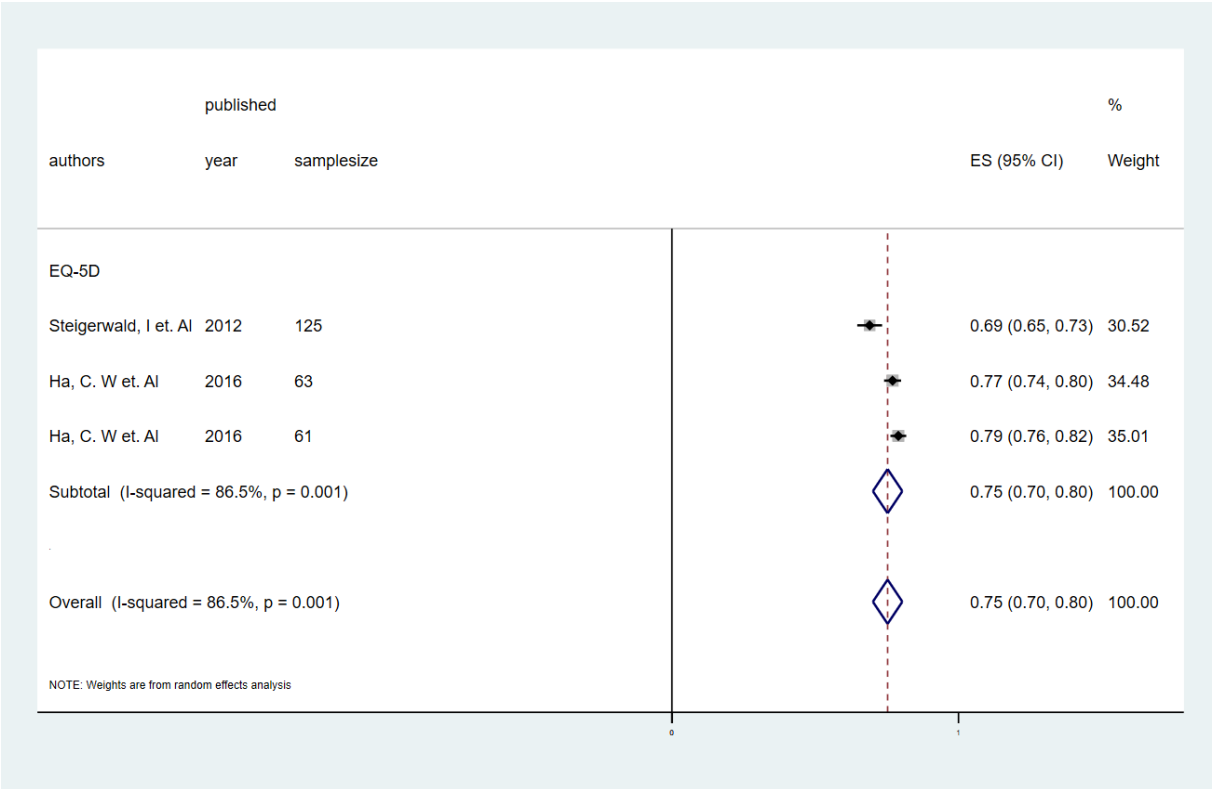 published %
authors year samplesize ES (95% CI) Weight
EQ-5D
Steigerwald, I et. Al 2012 125 0.69 (0.65, 0.73) 30.52
Ha, C. W et. Al 2016 63 0.77 (0.74, 0.80) 34.48
Ha, C. W et. Al 2016 61 0.79 (0.76, 0.82) 35.01
Subtotal (I-squared = 86.5%, p = 0.001) 0.75 (0.70, 0.80) 100.00
.
Overall (I-squared = 86.5%, p = 0.001) 0.75 (0.70, 0.80) 100.00
NOTE: Weights are from random effects analysis
0 1